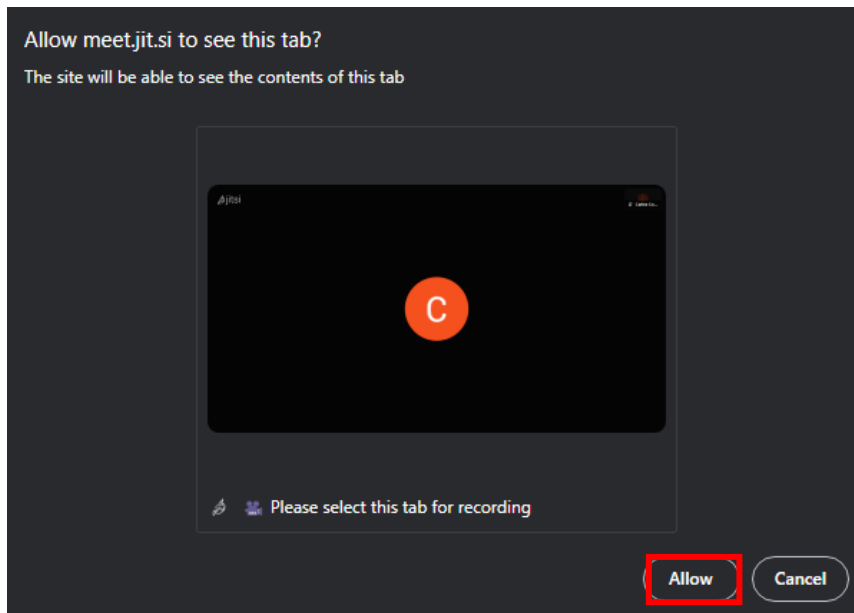 Allow meet.jit.si to see this tab?
The site will be able to see the contents of this tab
jitsi
C
Please select this tab for recording
Allow
Cancel